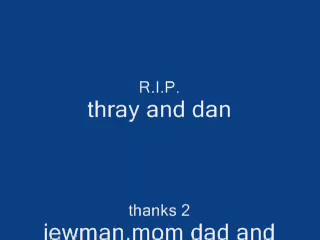 R.I.P.
thray and dan
thanks 2
jewman,mom dad and